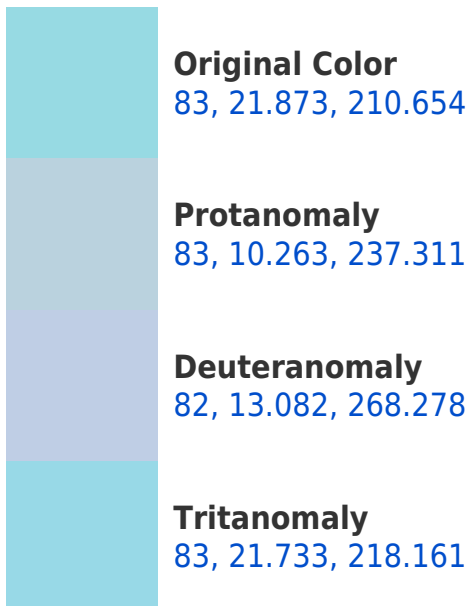 Original Color
83, 21.873, 210.654
Protanomaly
83, 10.263, 237.311
Deuteranomaly
82, 13.082, 268.278
Tritanomaly
83, 21.733, 218.161